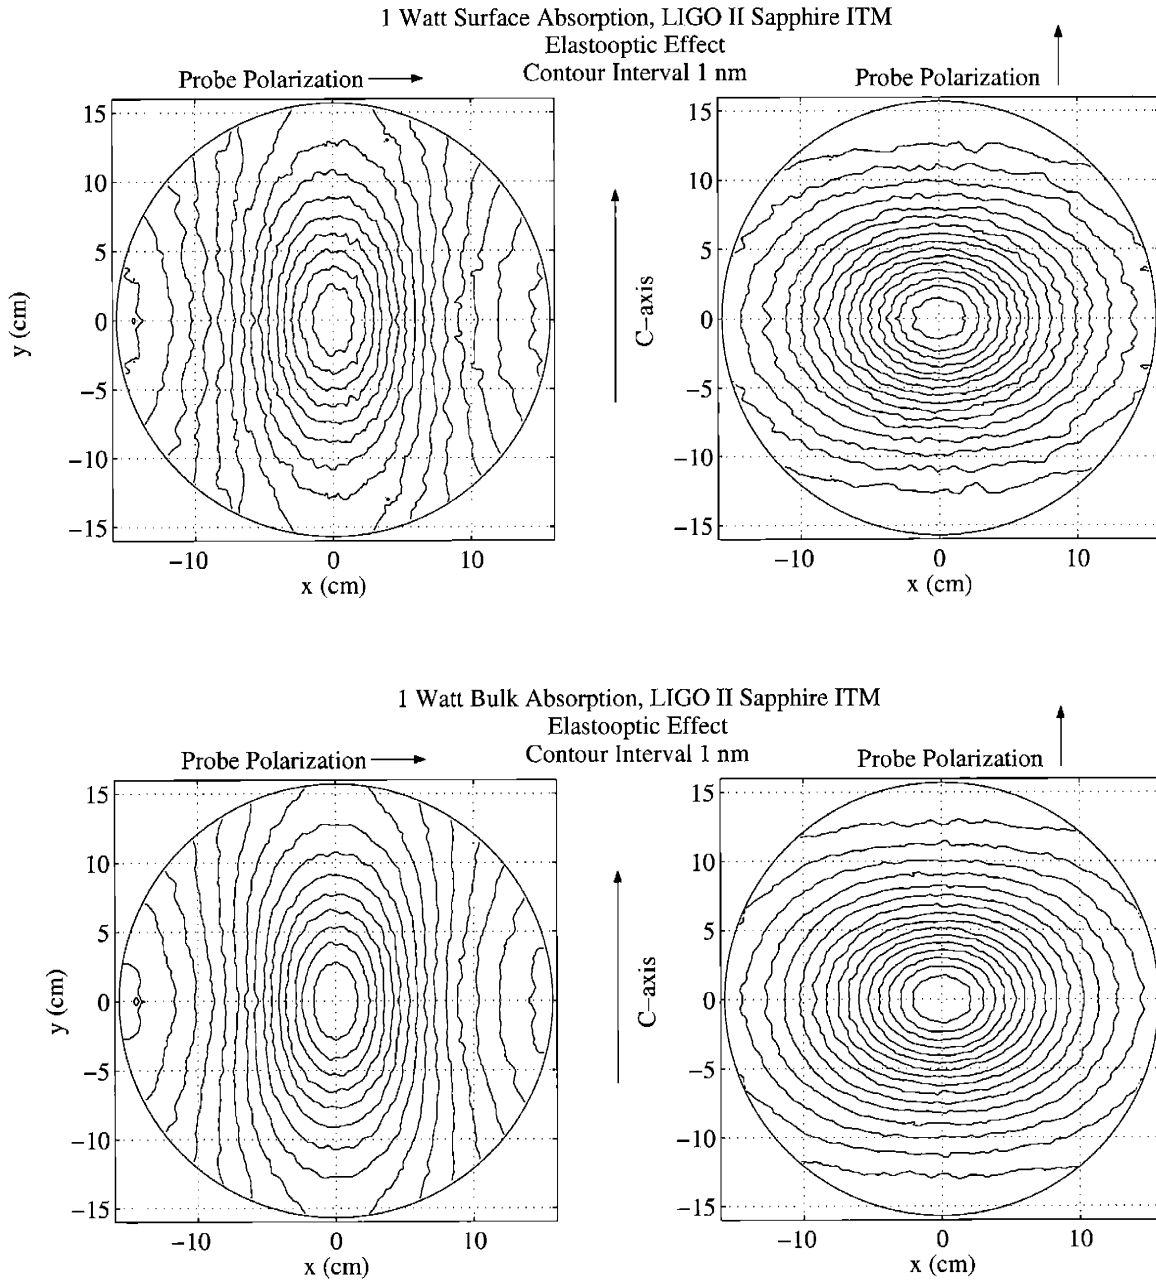 1 Watt Surface Absorption, LIGO II Sapphire ITM
Elastooptic Effect
Contour Interval 1 nm
Probe Polarization
Probe Polarization
15
10
5
0
−5
−10
−15
y (cm)
−10
0
10
x (cm)
C−axis
15
10
5
0
−5
−10
−15
−10
0
10
x (cm)
1 Watt Bulk Absorption, LIGO II Sapphire ITM
Elastooptic Effect
Contour Interval 1 nm
Probe Polarization
Probe Polarization
15
10
5
0
−5
−10
−15
y (cm)
−10
0
10
x (cm)
C−axis
15
10
5
0
−5
−10
−15
−10
0
10
x (cm)